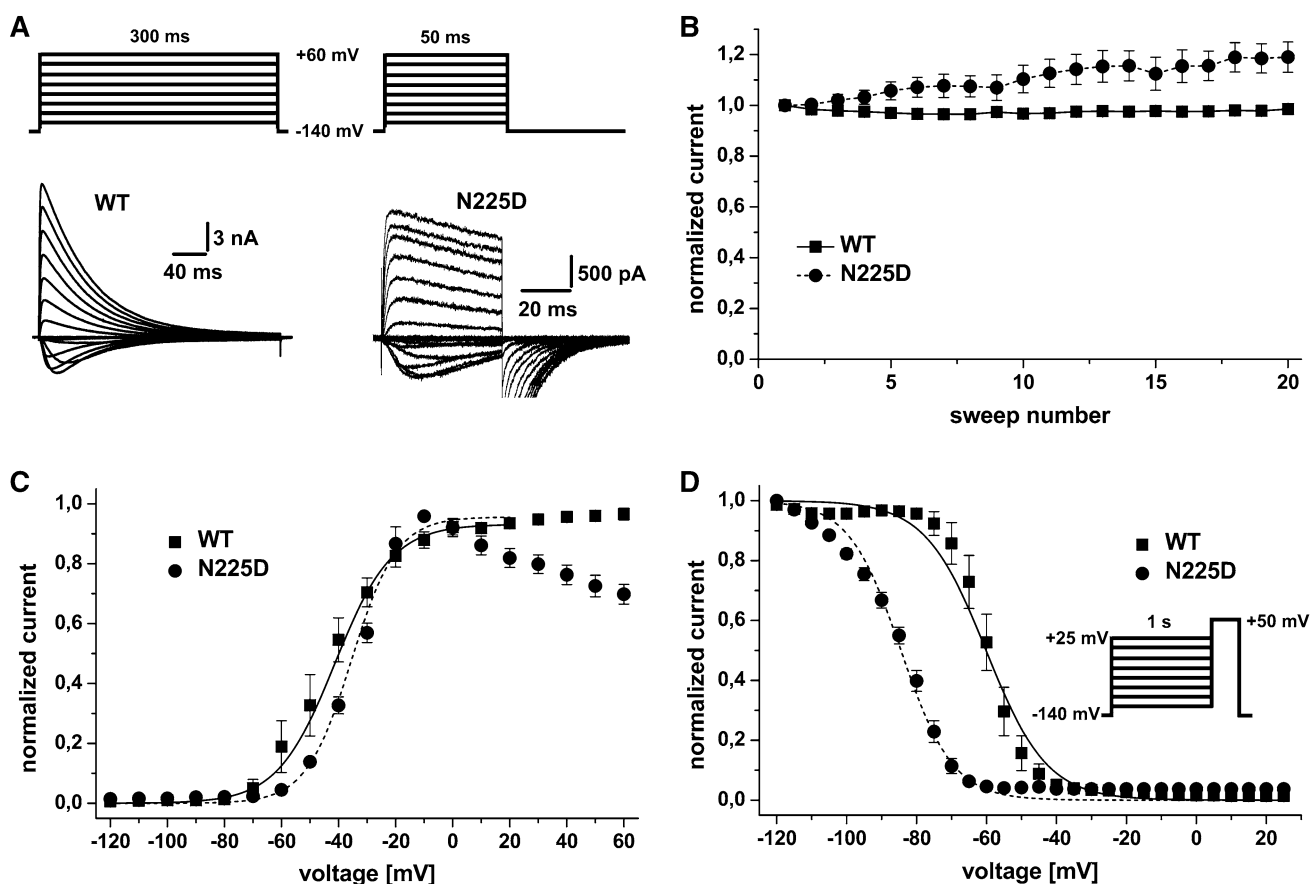 A
300 ms
+60 mV
-140 mV
50 ms
WT
3 nA
40 ms
N225D
500 pA
20 ms
B
normalized current
1,2
1,0
0,8
0,6
0,4
0,2
0,0
WT
N225D
0 5 10 15 20
sweep number
C
normalized current
1,0
0,8
0,6
0,4
0,2
0,0
WT
N225D
-120 -100 -80 -60 -40 -20 0 20 40 60
voltage [mV]
D
normalized current
1,0
0,8
0,6
0,4
0,2
0,0
WT
N225D
1 s
+25 mV
+50 mV
-140 mV
-120 -100 -80 -60 -40 -20 0 20
voltage [mV]